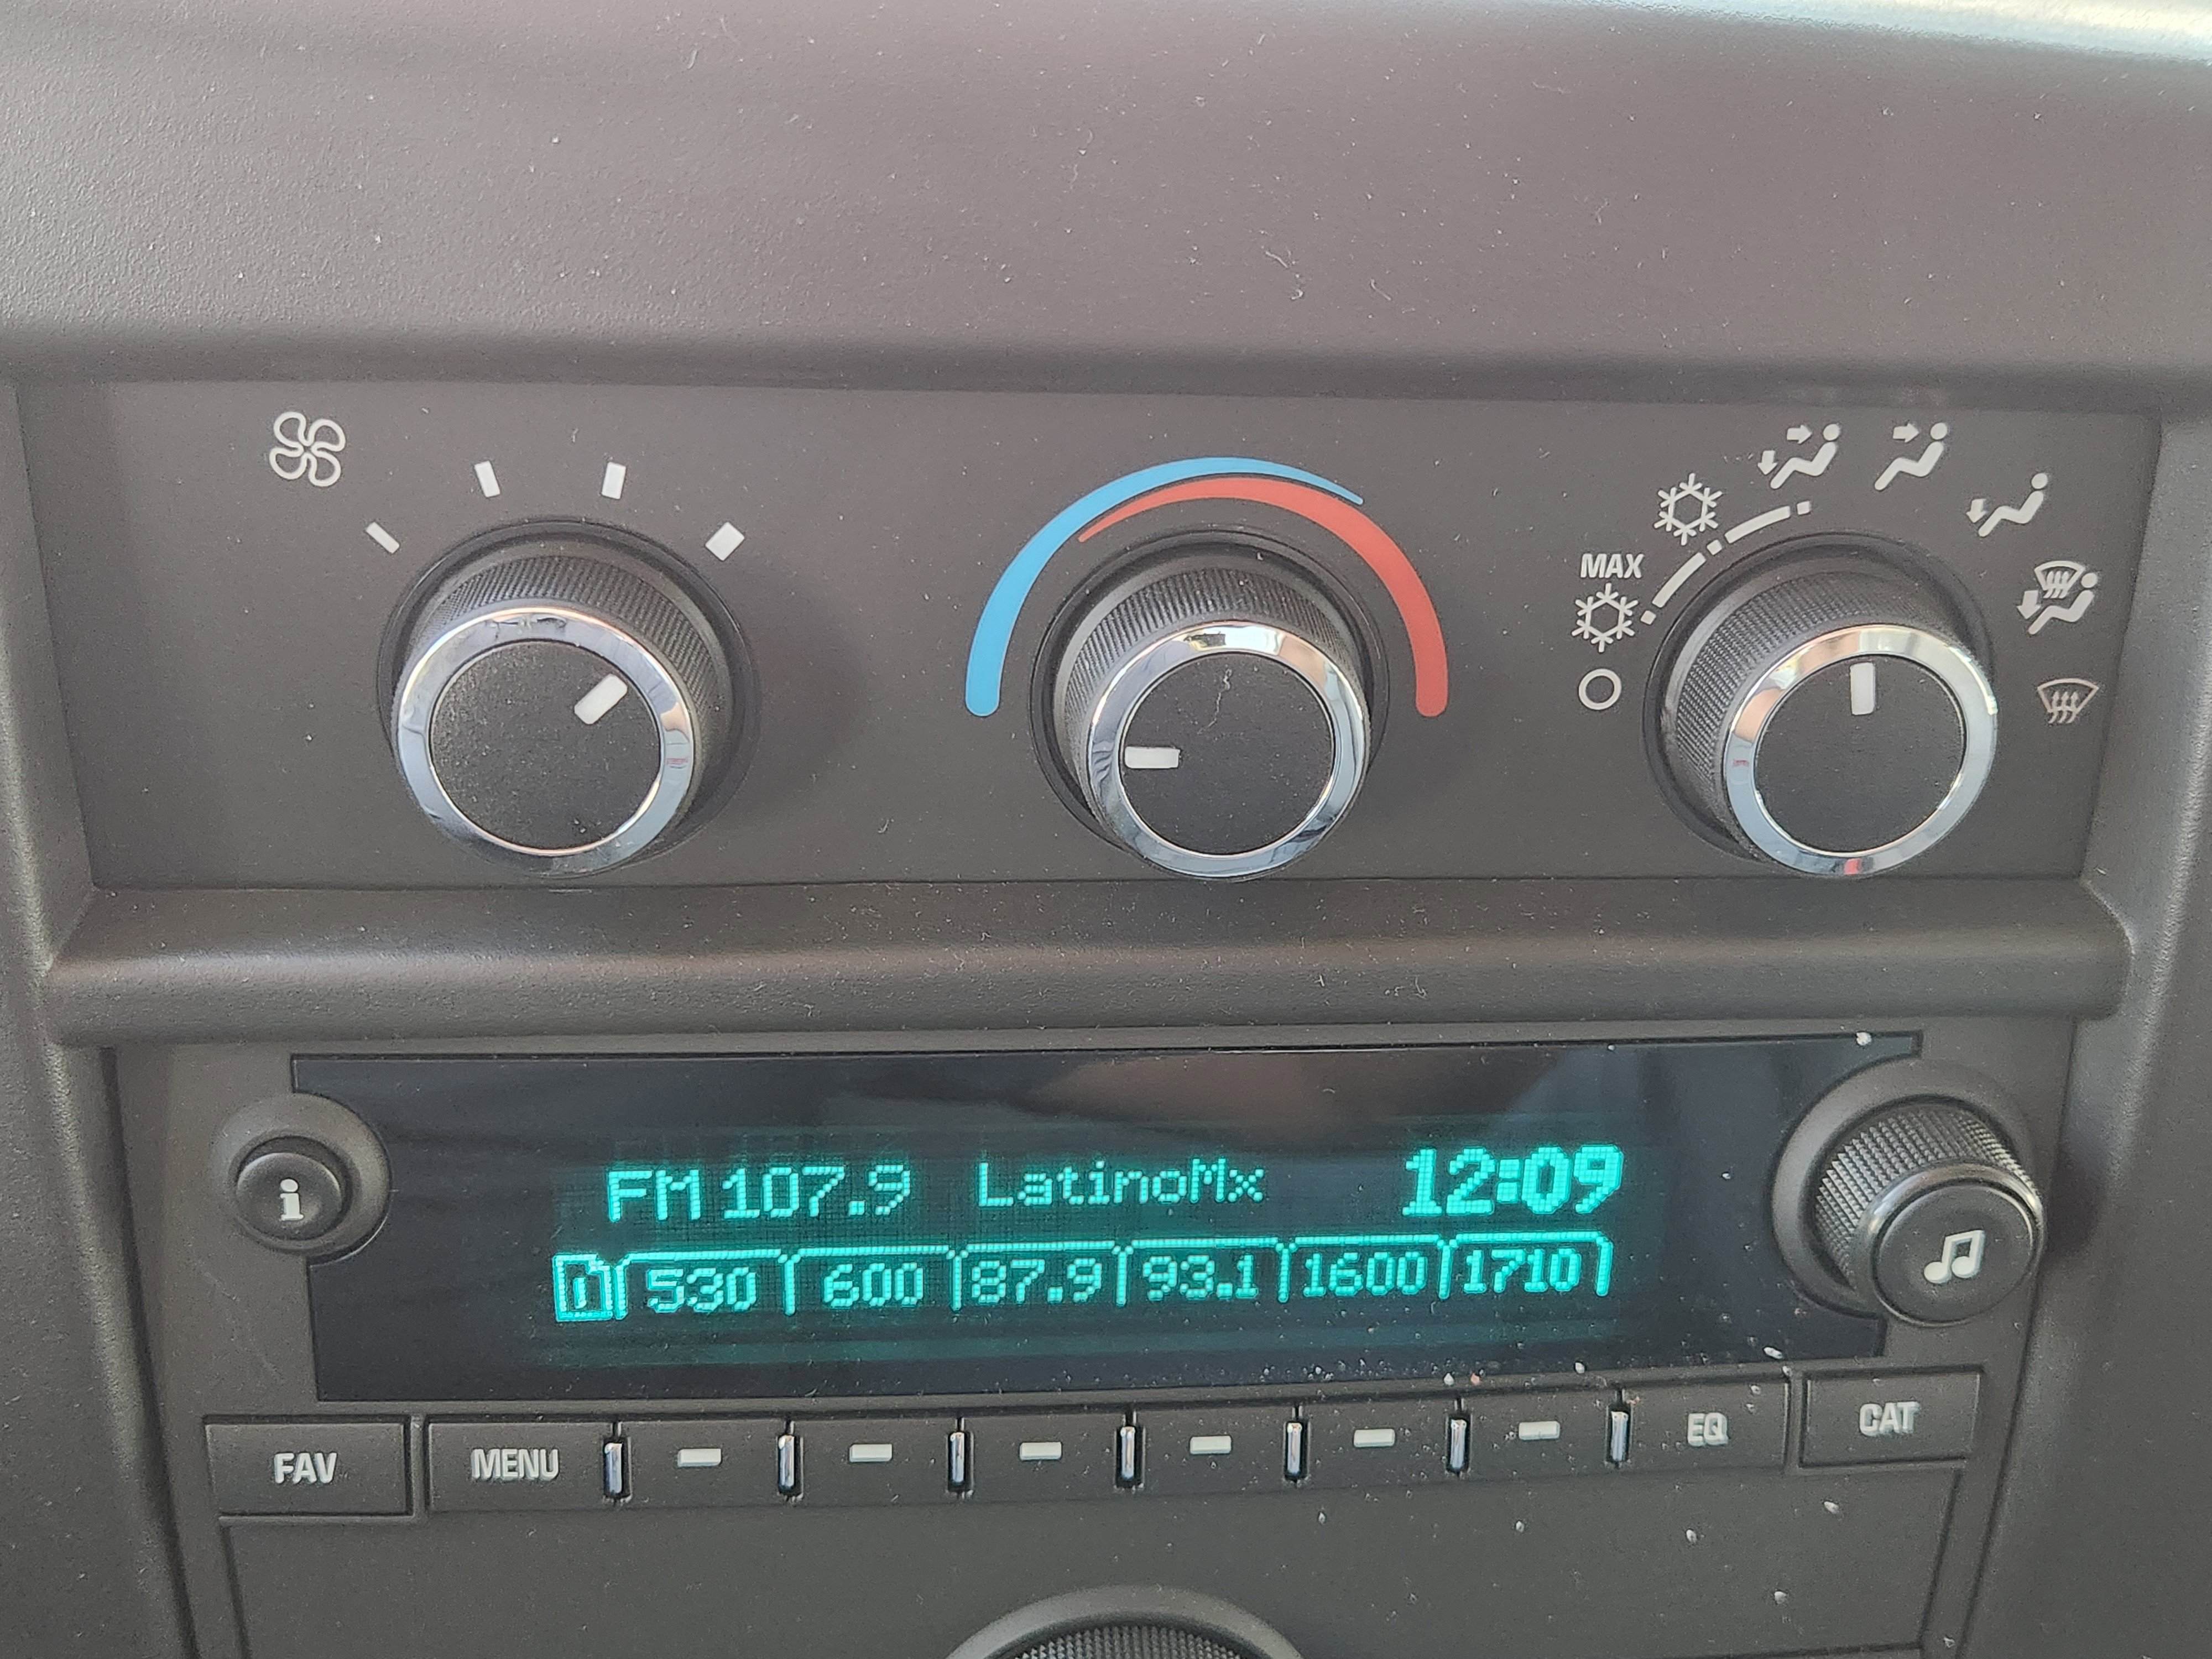 MAX
FM 107.9 LatinoMx 12:09
530 600 87.9 93.1 1600 1710
i
FAV MENU EQ CAT